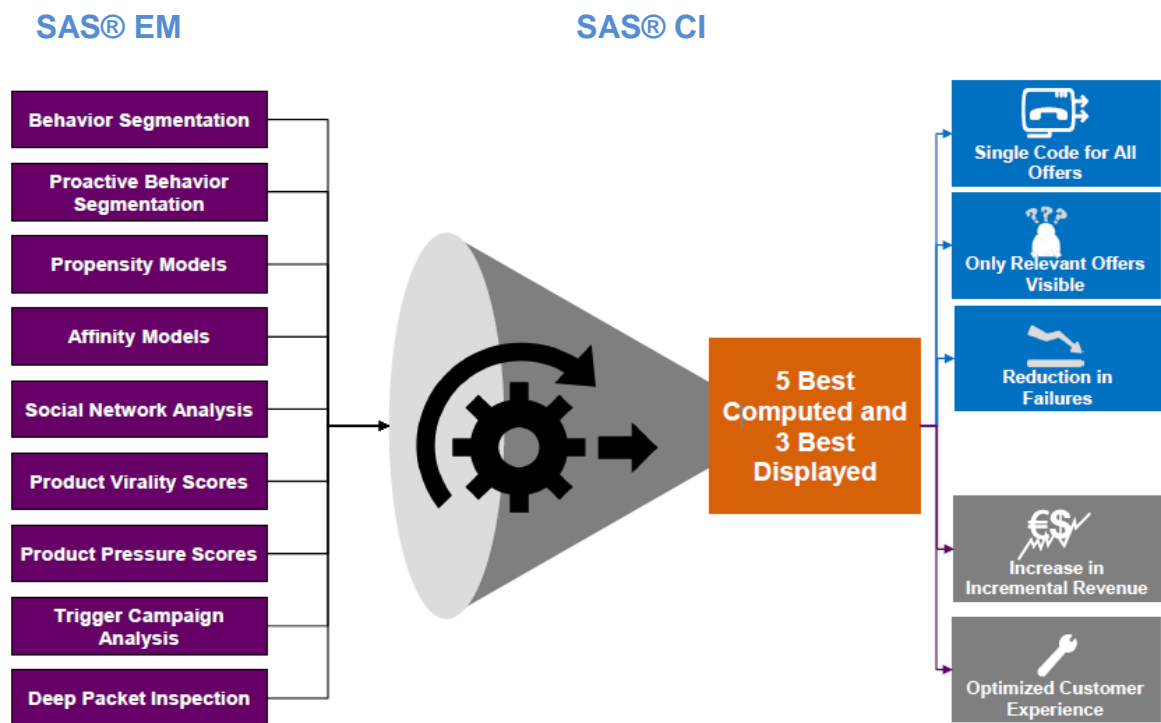 SAS® EM
SAS® CI
Behavior Segmentation
Proactive Behavior
Segmentation
Propensity Models
Affinity Models
Social Network Analysis
Product Virality Scores
Product Pressure Scores
Trigger Campaign
Analysis
Deep Packet Inspection
5 Best
Computed and
3 Best
Displayed
Single Code for All
Offers
???
Only Relevant Offers
Visible
Reduction in
Failures
€$
Increase in
Incremental Revenue
Optimized Customer
Experience